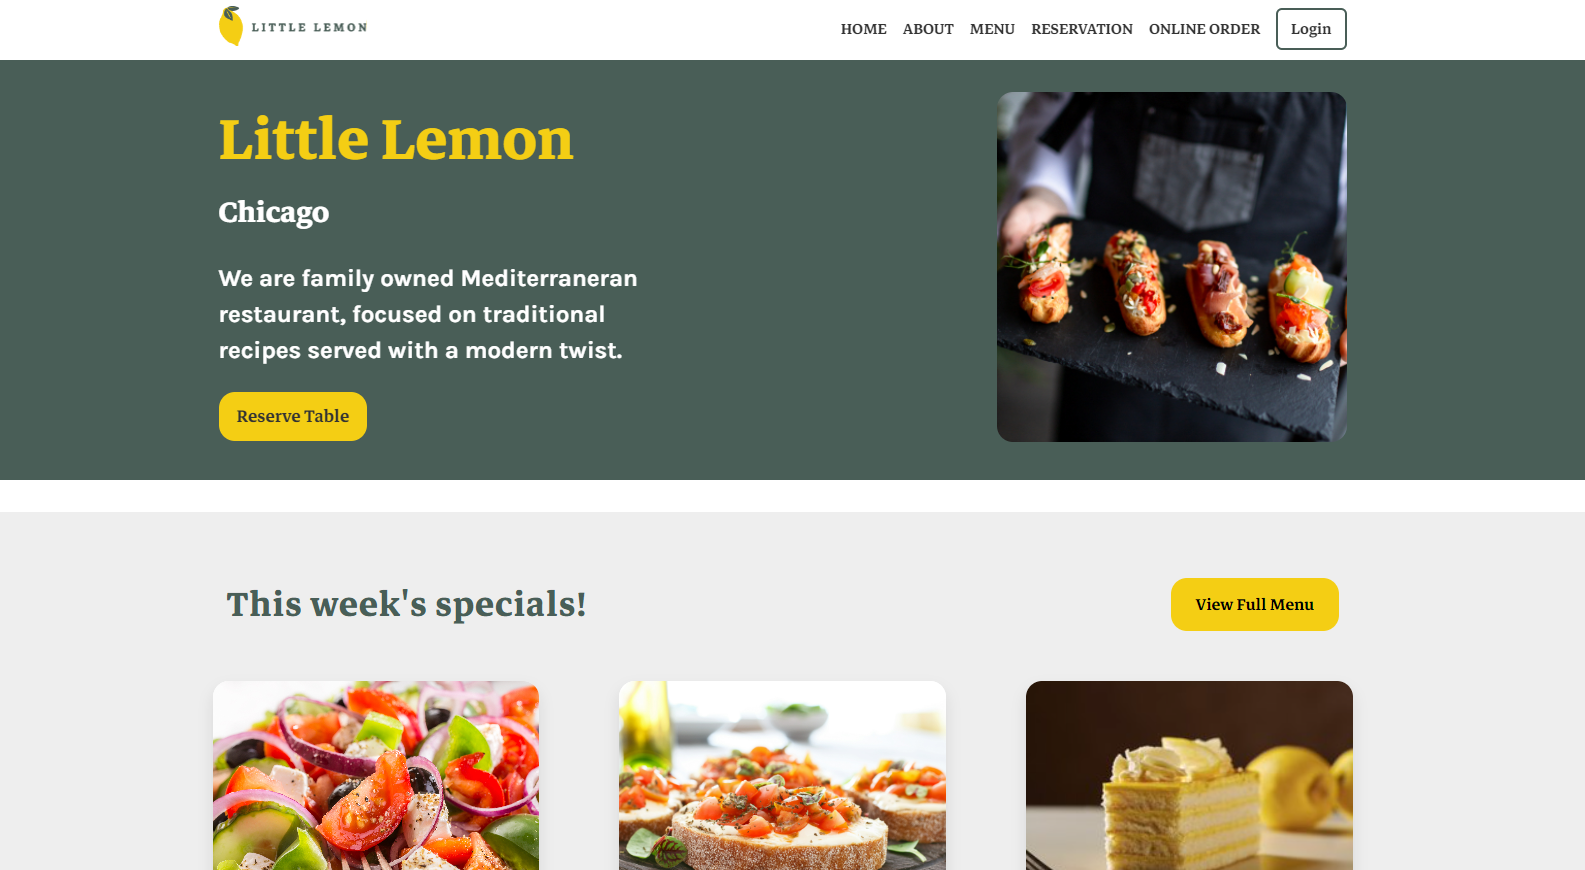 LITTLE LEMON
HOME ABOUT MENU RESERVATION ONLINE ORDER Login
Little Lemon
Chicago
We are family owned Mediterraneran
restaurant, focused on traditional
recipes served with a modern twist.
Reserve Table
This week's specials!
View Full Menu